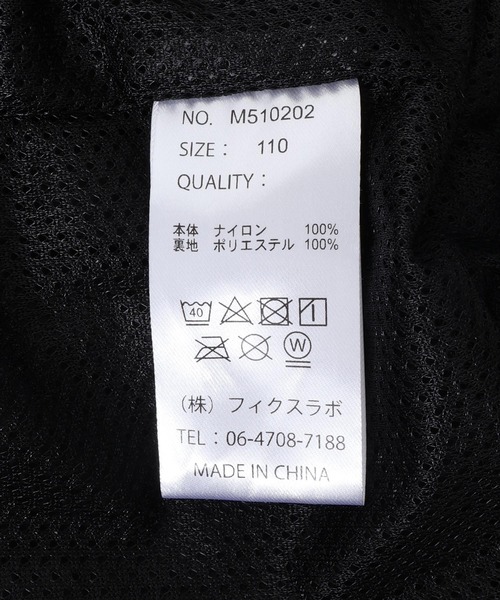 NO. M510202
SIZE : 110
QUALITY :
本体 ナイロン 100%
裏地 ポリエステル 100%
40
W
（株）フィクスラボ
TEL : 06-4708-7188
MADE IN CHINA